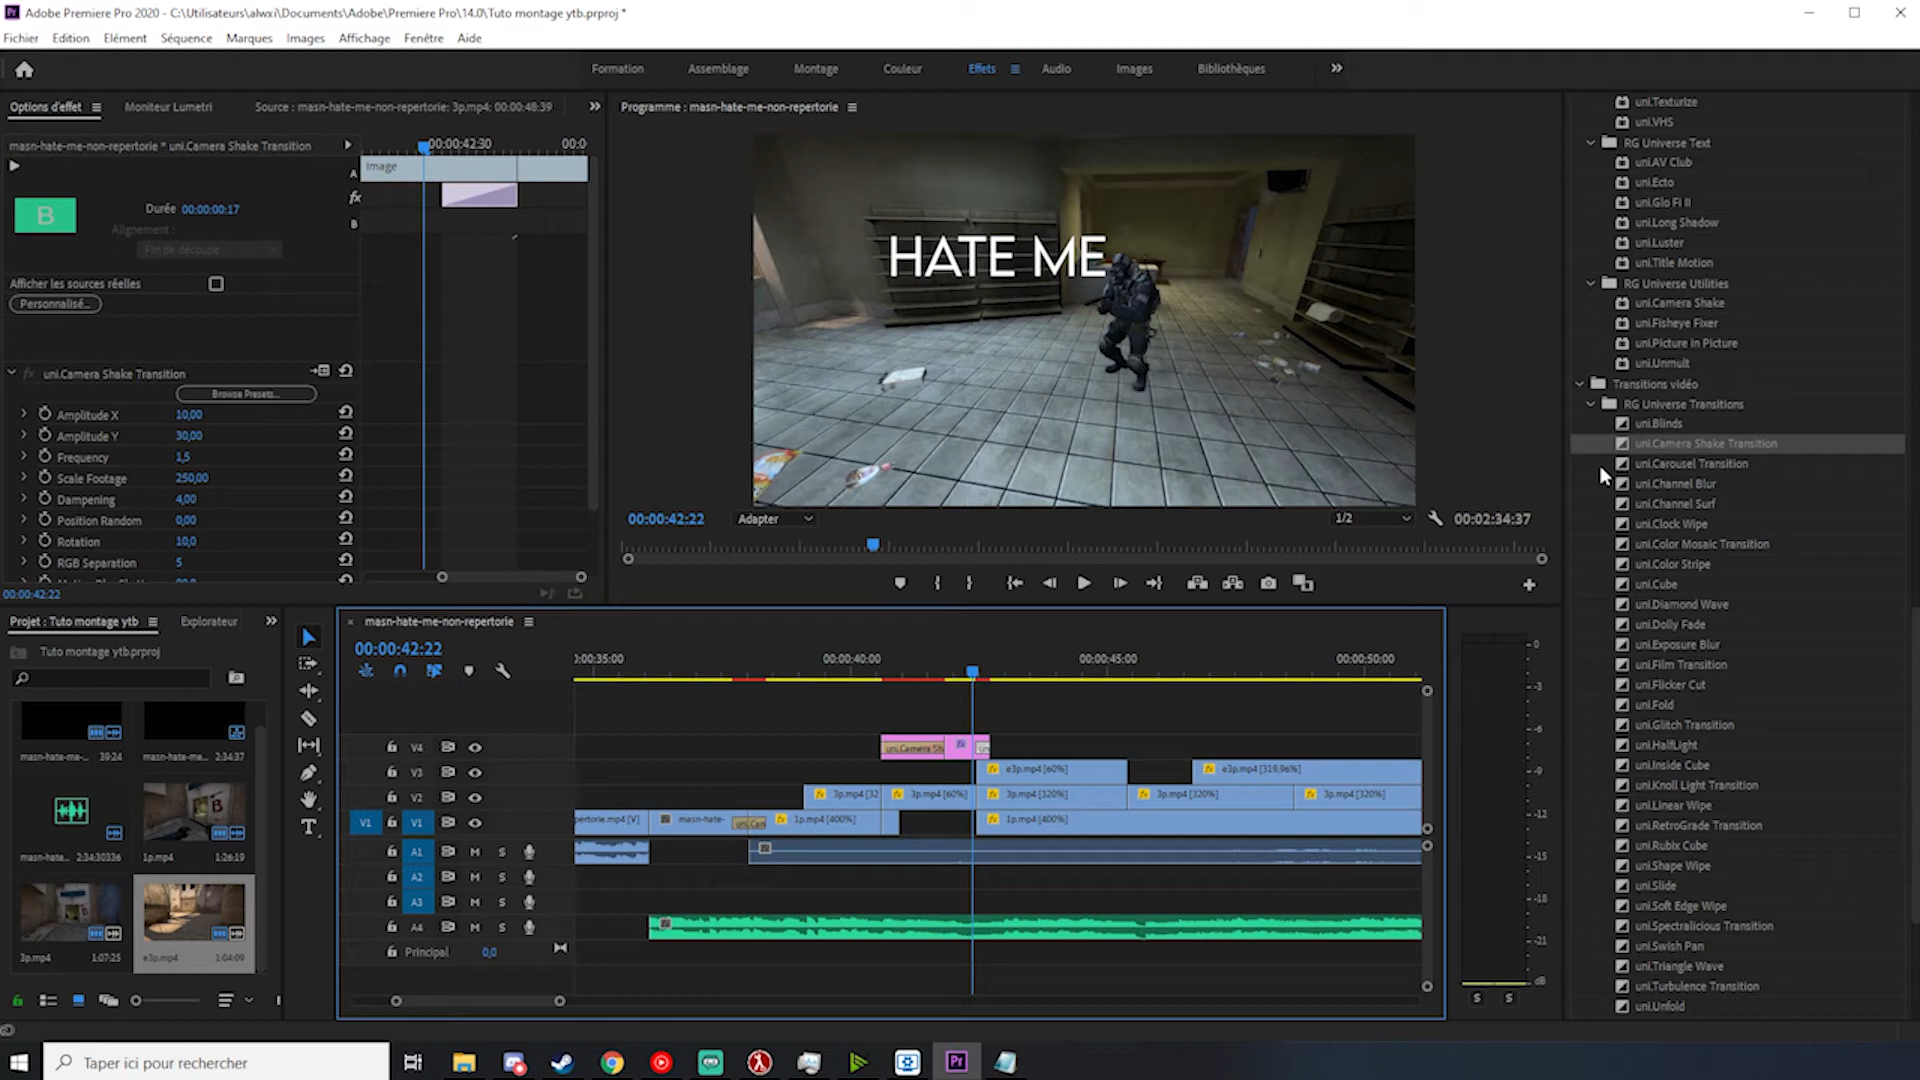 Adobe Premiere Pro 2020 - C:\Utilisateurs\alwxi\Documents\Adobe\Premiere Pro\14.0\Tuto montage ytb.prproj *
Fichier Edition Elément Séquence Marques Images Affichage Fenêtre Aide
Formation Assemblage Montage Couleur Effets Audio Images Bibliothèques
Options d'effet Moniteur Lumetri Source : masn-hate-me-non-repertorie: 3p.mp4: 00:00:48:39
masn-hate-me-non-repertorie * uni.Camera Shake Transition
00:00:42:30 00:0
A Image
fx
B
B
Durée 00:00:00:17
Alignement :
Fin de découpe
Afficher les sources réelles
Personnalisé...
uni.Camera Shake Transition
Browse Presets...
Amplitude X 10,00
Amplitude Y 30,00
Frequency 1,5
Scale Footage 250,00
Dampening 4,00
Position Random 0,00
Rotation 10,0
RGB Separation 5
00:00:42:22
Programme : masn-hate-me-non-repertorie
HATE ME
00:00:42:22 Adapter 1/2 00:02:34:37
uni.Texturize
uni.VHS
RG Universe Text
uni.AV Club
uni.Ecto
uni.Glo Fi II
uni.Long Shadow
uni.Luster
uni.Title Motion
RG Universe Utilities
uni.Camera Shake
uni.Fisheye Fixer
uni.Picture in Picture
uni.Unmult
Transitions vidéo
RG Universe Transitions
uni.Blinds
uni.Camera Shake Transition
uni.Carousel Transition
uni.Channel Blur
uni.Channel Surf
uni.Clock Wipe
uni.Color Mosaic Transition
uni.Color Stripe
uni.Cube
uni.Diamond Wave
uni.Dolly Fade
uni.Exposure Blur
uni.Film Transition
uni.Flicker Cut
uni.Fold
uni.Glitch Transition
uni.HalfLight
uni.Inside Cube
uni.Knoll Light Transition
uni.Linear Wipe
uni.RetroGrade Transition
uni.Rubix Cube
uni.Shape Wipe
uni.Slide
uni.Soft Edge Wipe
uni.Spectralicious Transition
uni.Swish Pan
uni.Triangle Wave
uni.Turbulence Transition
uni.Unfold
Projet : Tuto montage ytb Explorateur
Tuto montage ytb.prproj
masn-hate-me-... 39:24 masn-hate-me-... 2:34:37
masn-hate... 2:34:30336 1p.mp4 1:26:19
3p.mp4 1:07:25 e3p.mp4 1:04:09
masn-hate-me-non-repertorie
00:00:42:22
:00:35:00 00:00:40:00 00:00:45:00 00:00:50:00
V4 uni.Camera Sh fx un
V3 e3p.mp4 [60%] e3p.mp4 [319,96%]
V2 3p.mp4 [32 3p.mp4 [60%] 3p.mp4 [320%] 3p.mp4 [320%] 3p.mp4 [320%]
V1 V1 pertorie.mp4 [V] masn-hate- uni.Can 1p.mp4 [400%] 1p.mp4 [400%]
A1 M S
A2 M S
A3 M S
A4 M S
Principal 0,0
0
-3
-6
-9
-12
-15
-18
-21
dB
S S
Taper ici pour rechercher
Pr